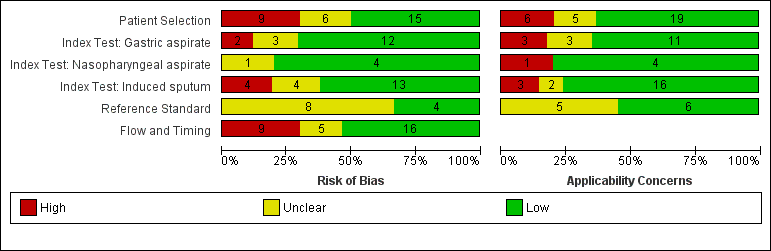 Patient Selection 9 6 15 6 5 19
Index Test: Gastric aspirate 2 3 12 3 3 11
Index Test: Nasopharyngeal aspirate 1 4 1 4
Index Test: Induced sputum 4 4 13 3 2 16
Reference Standard 8 4 5 6
Flow and Timing 9 5 16
0% 25% 50% 75% 100% 0% 25% 50% 75% 100%
Risk of Bias Applicability Concerns
High Unclear Low